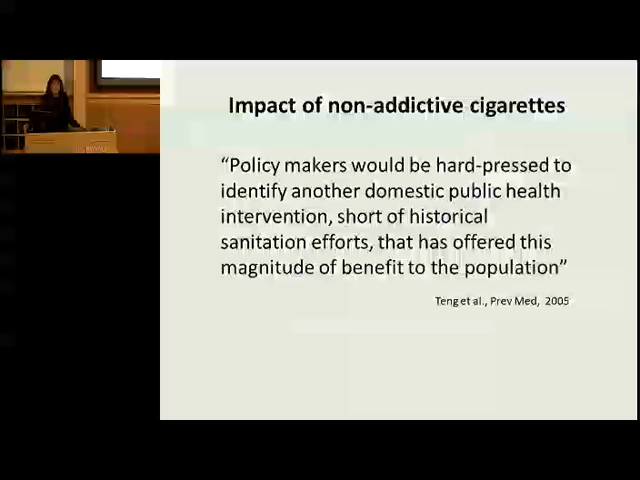 Impact of non-addictive cigarettes
“Policy makers would be hard-pressed to
identify another domestic public health
intervention, short of historical
sanitation efforts, that has offered this
magnitude of benefit to the population”
Teng et al., Prev Med, 2005